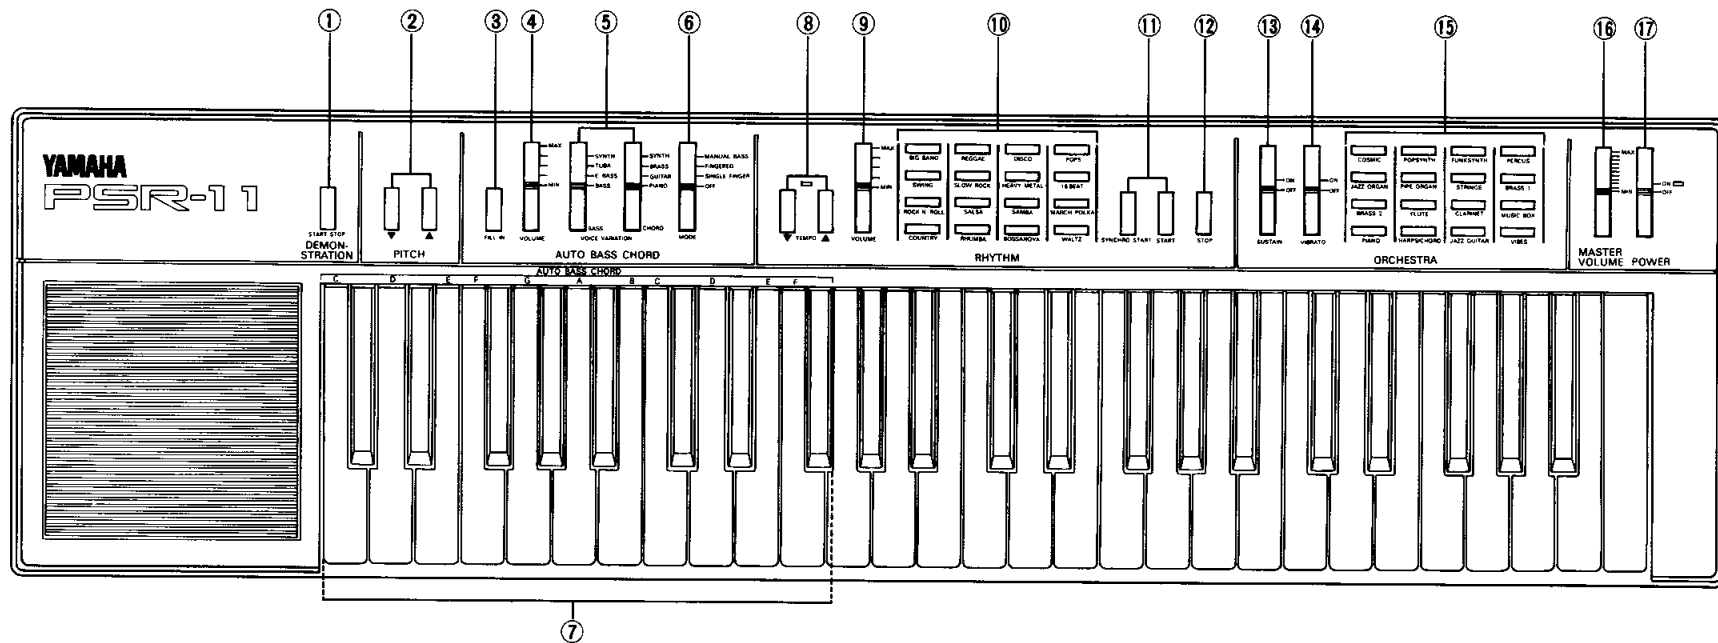 ① ② ③ ④ ⑤ ⑥ ⑧ ⑨ ⑩ ⑪ ⑫ ⑬ ⑭ ⑮ ⑯ ⑰
YAMAHA
PSR-11
START STOP
DEMON-
STRATION
▼ ▲
PITCH
FILL IN
MAX
MIN
VOLUME
SYNTH
TUBA
E. BASS
BASS
BASS
SYNTH
BRASS
GUITAR
PIANO
CHORD
VOICE VARIATION
MANUAL BASS
FINGERED
SINGLE FINGER
OFF
MODE
AUTO BASS CHORD
▼ TEMPO ▲
MAX
MIN
VOLUME
BIG BAND REGGAE DISCO POPS
SWING SLOW ROCK HEAVY METAL 16 BEAT
ROCK N' ROLL SALSA SAMBA MARCH POLKA
COUNTRY RHUMBA BOSSANOVA WALTZ
SYNCHRO START START
STOP
RHYTHM
ON
OFF
SUSTAIN
ON
OFF
VIBRATO
COSMIC POPSYNTH FUNKSYNTH PERCUS
JAZZ ORGAN PIPE ORGAN STRINGS BRASS 1
BRASS 2 FLUTE CLARINET MUSIC BOX
PIANO HARPSICHORD JAZZ GUITAR VIBES
ORCHESTRA
MAX
MIN
MASTER
VOLUME
ON
OFF
POWER
AUTO BASS CHORD
C D E F G A B C D E F
⑦